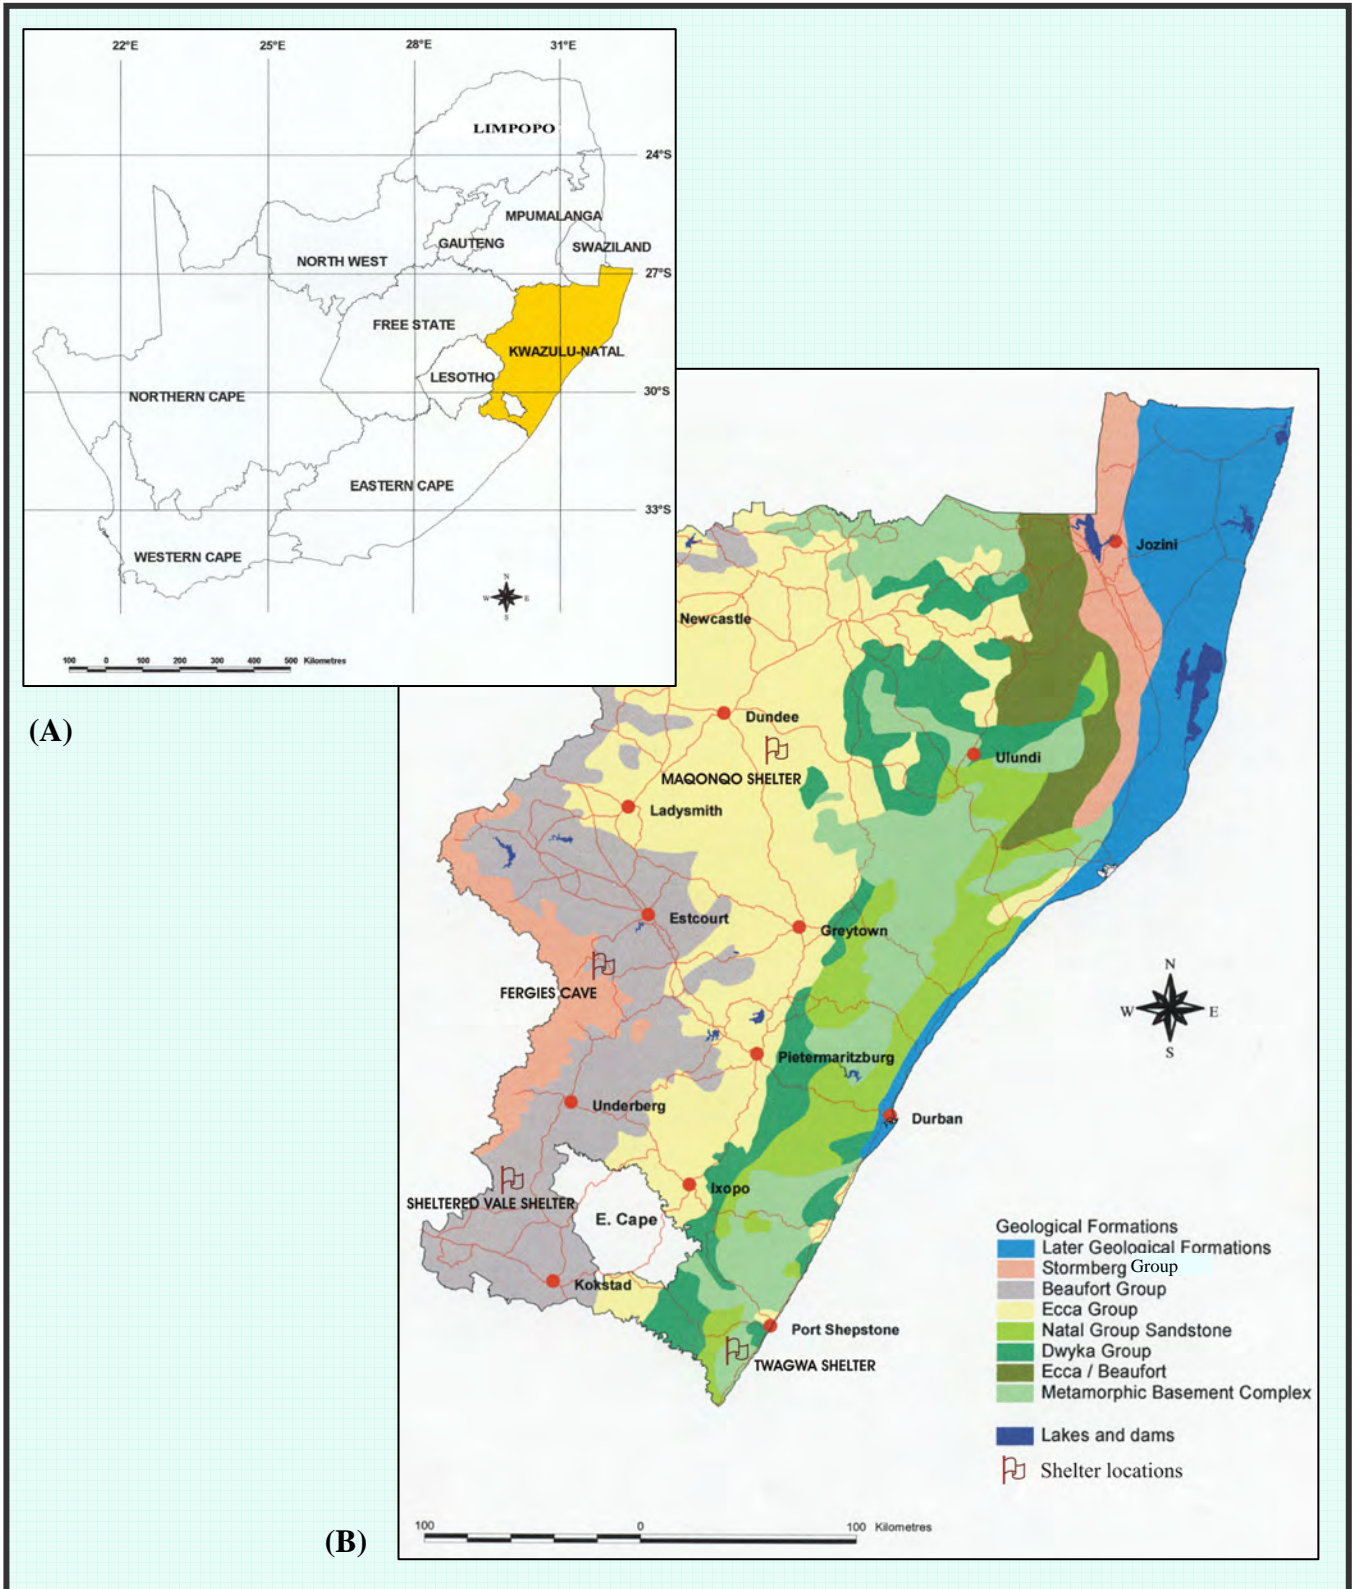 22°E 25°E 28°E 31°E
LIMPOPO
24°S
MPUMALANGA
GAUTENG
SWAZILAND
NORTH WEST
27°S
FREE STATE
KWAZULU-NATAL
LESOTHO
30°S
NORTHERN CAPE
EASTERN CAPE
33°S
WESTERN CAPE
N
W E
S
100 0 100 200 300 400 500 Kilometres
(A)
Jozini
Newcastle
Dundee
Ulundi
MAQONQO SHELTER
Ladysmith
Estcourt
Greytown
FERGIES CAVE
N
W E
S
Pietermaritzburg
Underberg
Durban
Ixopo
SHELTERED VALE SHELTER
E. Cape
Kokstad
Port Shepstone
TWAGWA SHELTER
Geological Formations
Later Geological Formations
Stormberg Group
Beaufort Group
Ecca Group
Natal Group Sandstone
Dwyka Group
Ecca / Beaufort
Metamorphic Basement Complex
Lakes and dams
Shelter locations
100 0 100 Kilometres
(B)